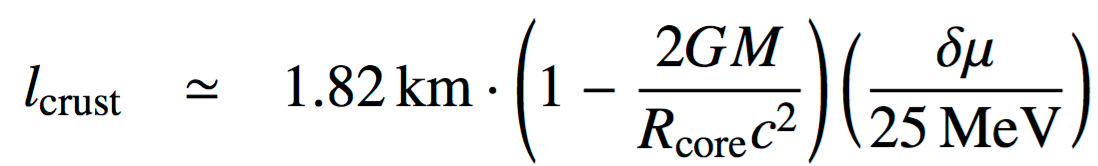 l_crust ≃ 1.82 km · (1 − 2GM / R_core c²) (δμ / 25 MeV)